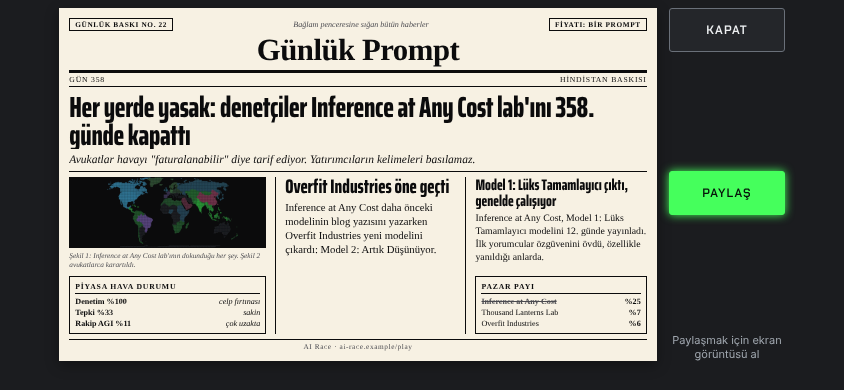 GÜNLÜK BASKI NO. 22
Bağlam penceresine sığan bütün haberler
FİYATI: BİR PROMPT
Günlük Prompt
GÜN 358
HİNDİSTAN BASKISI
Her yerde yasak: denetçiler Inference at Any Cost lab'ını 358.
günde kapattı
Avukatlar havayı "faturalanabilir" diye tarif ediyor. Yatırımcıların kelimeleri basılamaz.
Şekil 1: Inference at Any Cost lab'ının dokunduğu her şey. Şekil 2
avukatlarca karartıldı.
PİYASA HAVA DURUMU
Denetim %100 celp fırtınası
Tepki %33 sakin
Rakip AGI %11 çok uzakta
Overfit Industries öne geçti
Inference at Any Cost daha önceki
modelinin blog yazısını yazarken
Overfit Industries yeni modelini
çıkardı: Model 2: Artık Düşünüyor.
Model 1: Lüks Tamamlayıcı çıktı,
genelde çalışıyor
Inference at Any Cost, Model 1: Lüks
Tamamlayıcı modelini 12. günde yayınladı.
İlk yorumcular özgüvenini övdü, özellikle
yanıldığı anlarda.
PAZAR PAYI
Inference at Any Cost %25
Thousand Lanterns Lab %7
Overfit Industries %6
AI Race · ai-race.example/play
KAPAT
PAYLAŞ
Paylaşmak için ekran
görüntüsü al